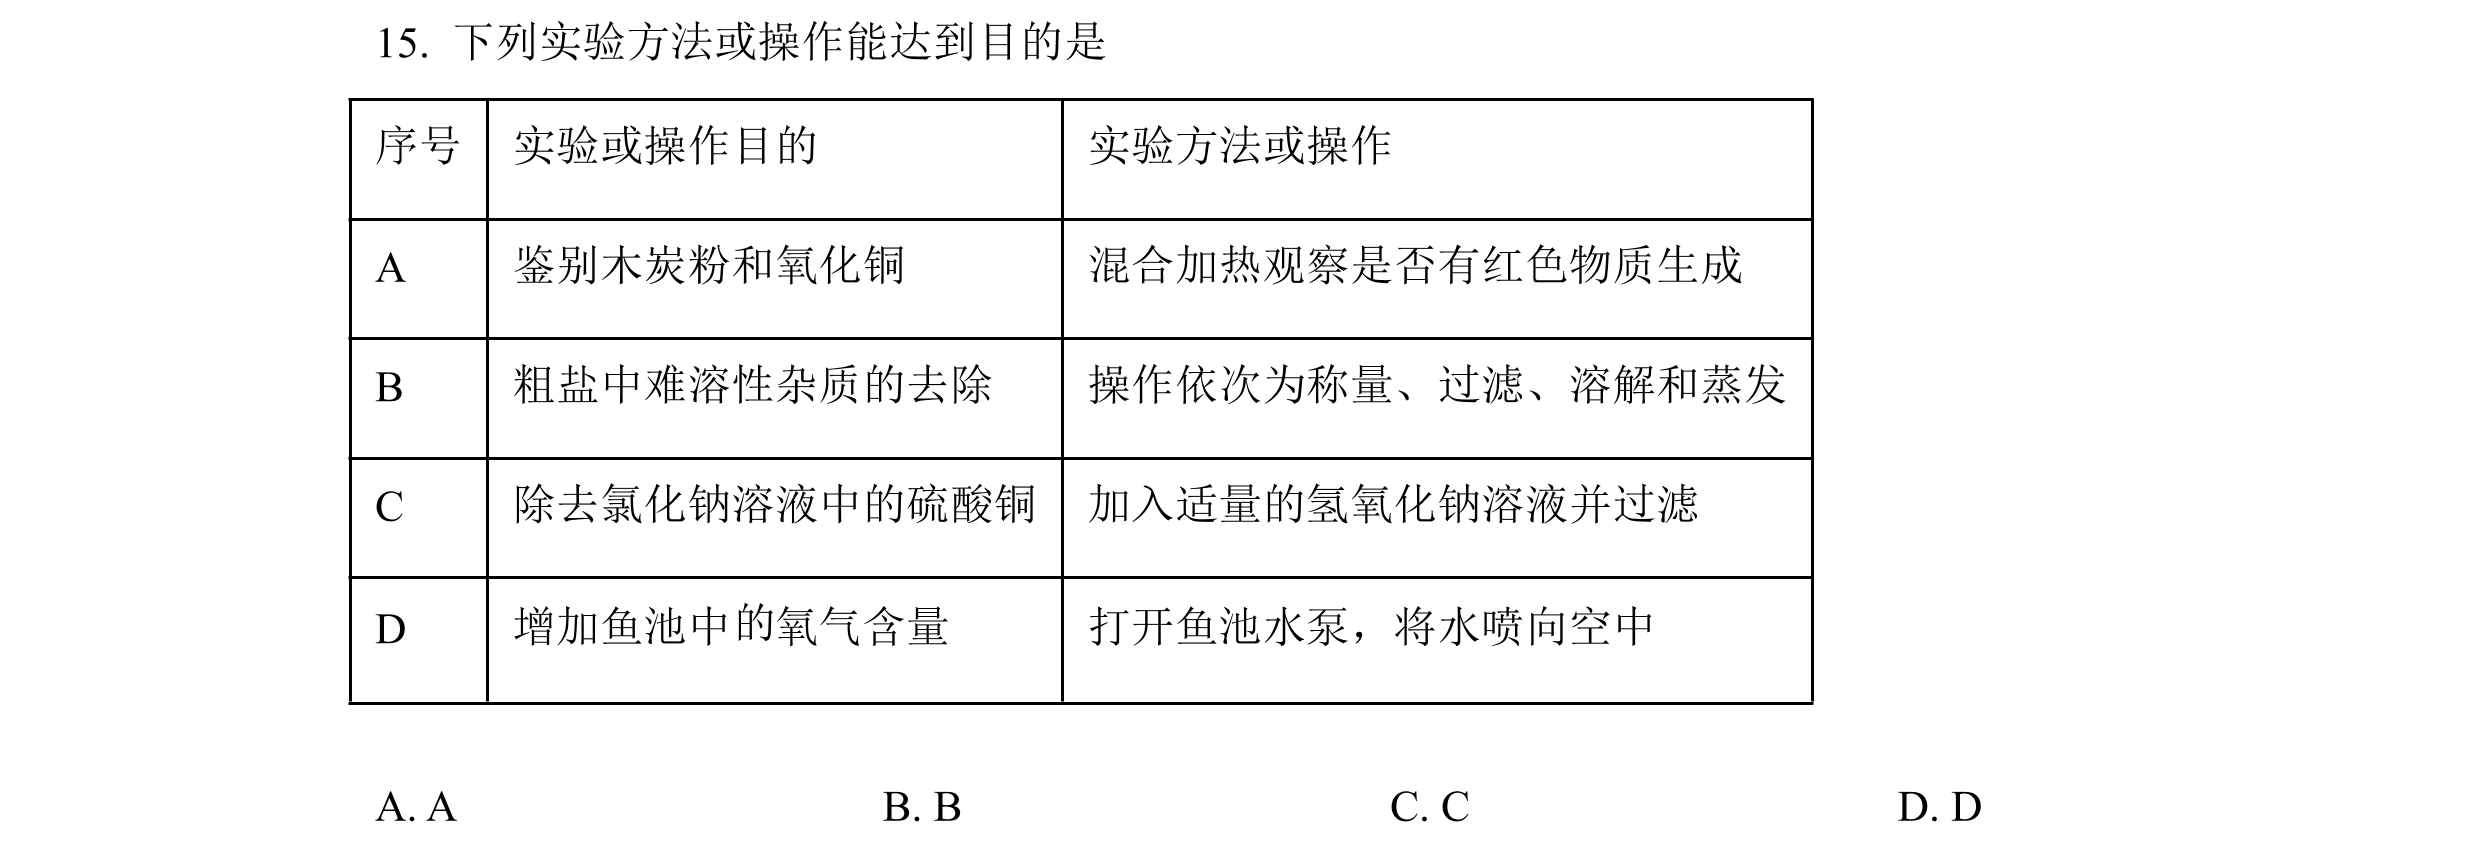 15. 下列实验方法或操作能达到目的是
序号 实验或操作目的 实验方法或操作
A 鉴别木炭粉和氧化铜 混合加热观察是否有红色物质生成
B 粗盐中难溶性杂质的去除 操作依次为称量、过滤、溶解和蒸发
C 除去氯化钠溶液中的硫酸铜 加入适量的氢氧化钠溶液并过滤
D 增加鱼池中的氧气含量 打开鱼池水泵，将水喷向空中
A. A B. B C. C D. D